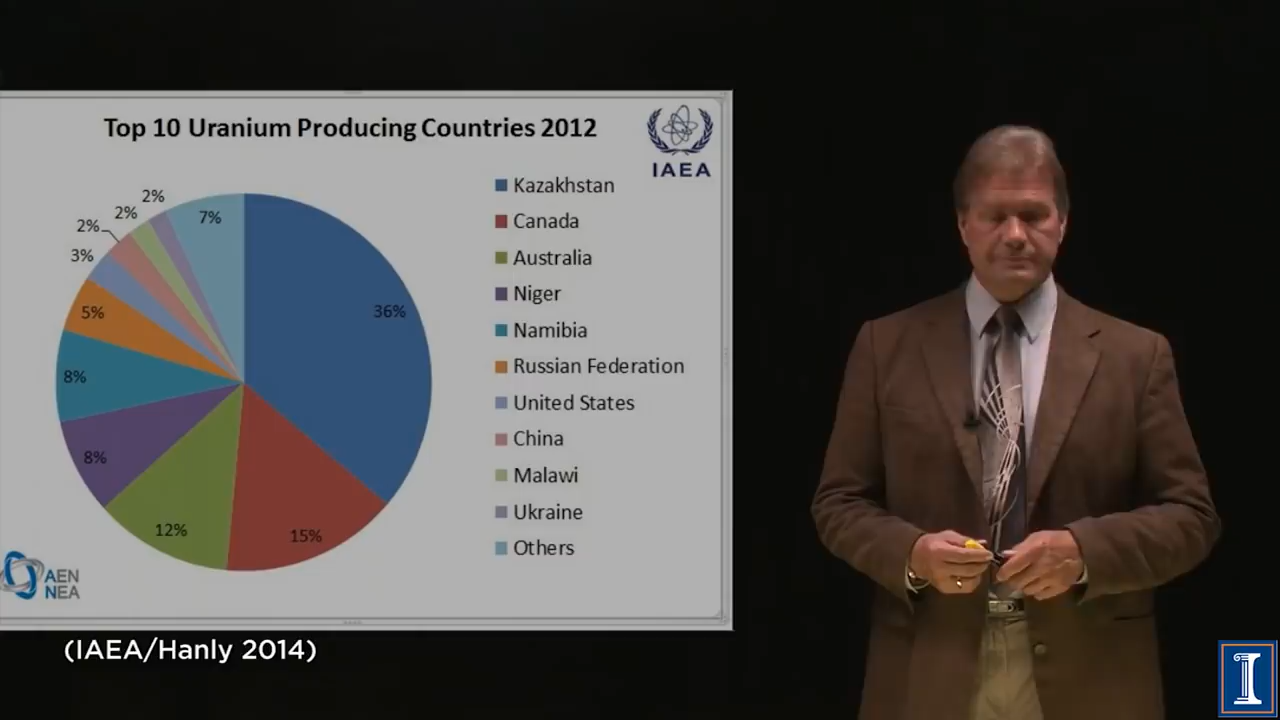 Top 10 Uranium Producing Countries 2012
IAEA
Kazakhstan
Canada
Australia
Niger
Namibia
Russian Federation
United States
China
Malawi
Ukraine
Others
36%
15%
12%
8%
8%
5%
3%
2%
2%
2%
7%
AEN
NEA
(IAEA/Hanly 2014)
I